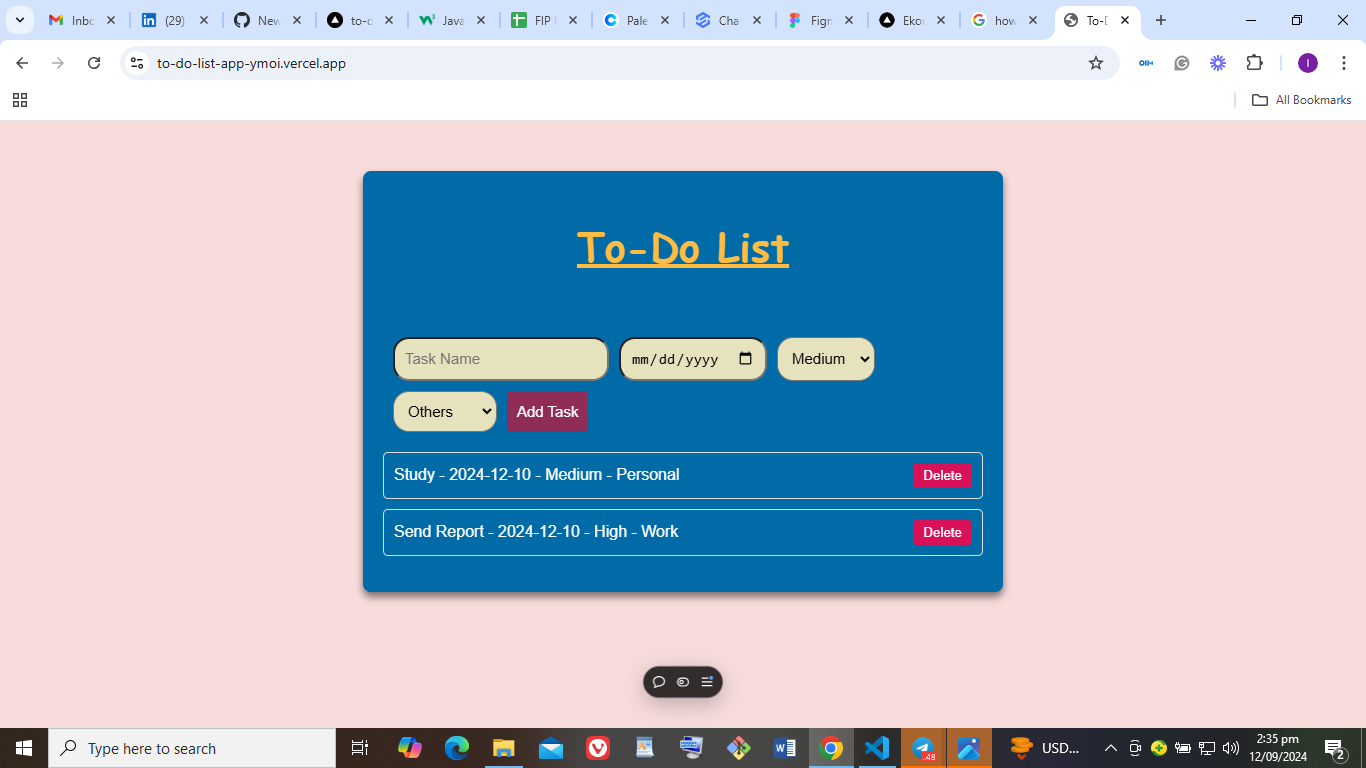 Inbo
(29)
New
to-d
Java
FIP
Pale
Cha
Figm
Eko
how
To-D
to-do-list-app-ymoi.vercel.app
I
All Bookmarks
To-Do List
Task Name
mm/dd/yyyy
Medium
Others
Add Task
Study - 2024-12-10 - Medium - Personal
Delete
Send Report - 2024-12-10 - High - Work
Delete
Type here to search
.48
USD...
2:35 pm
12/09/2024
2